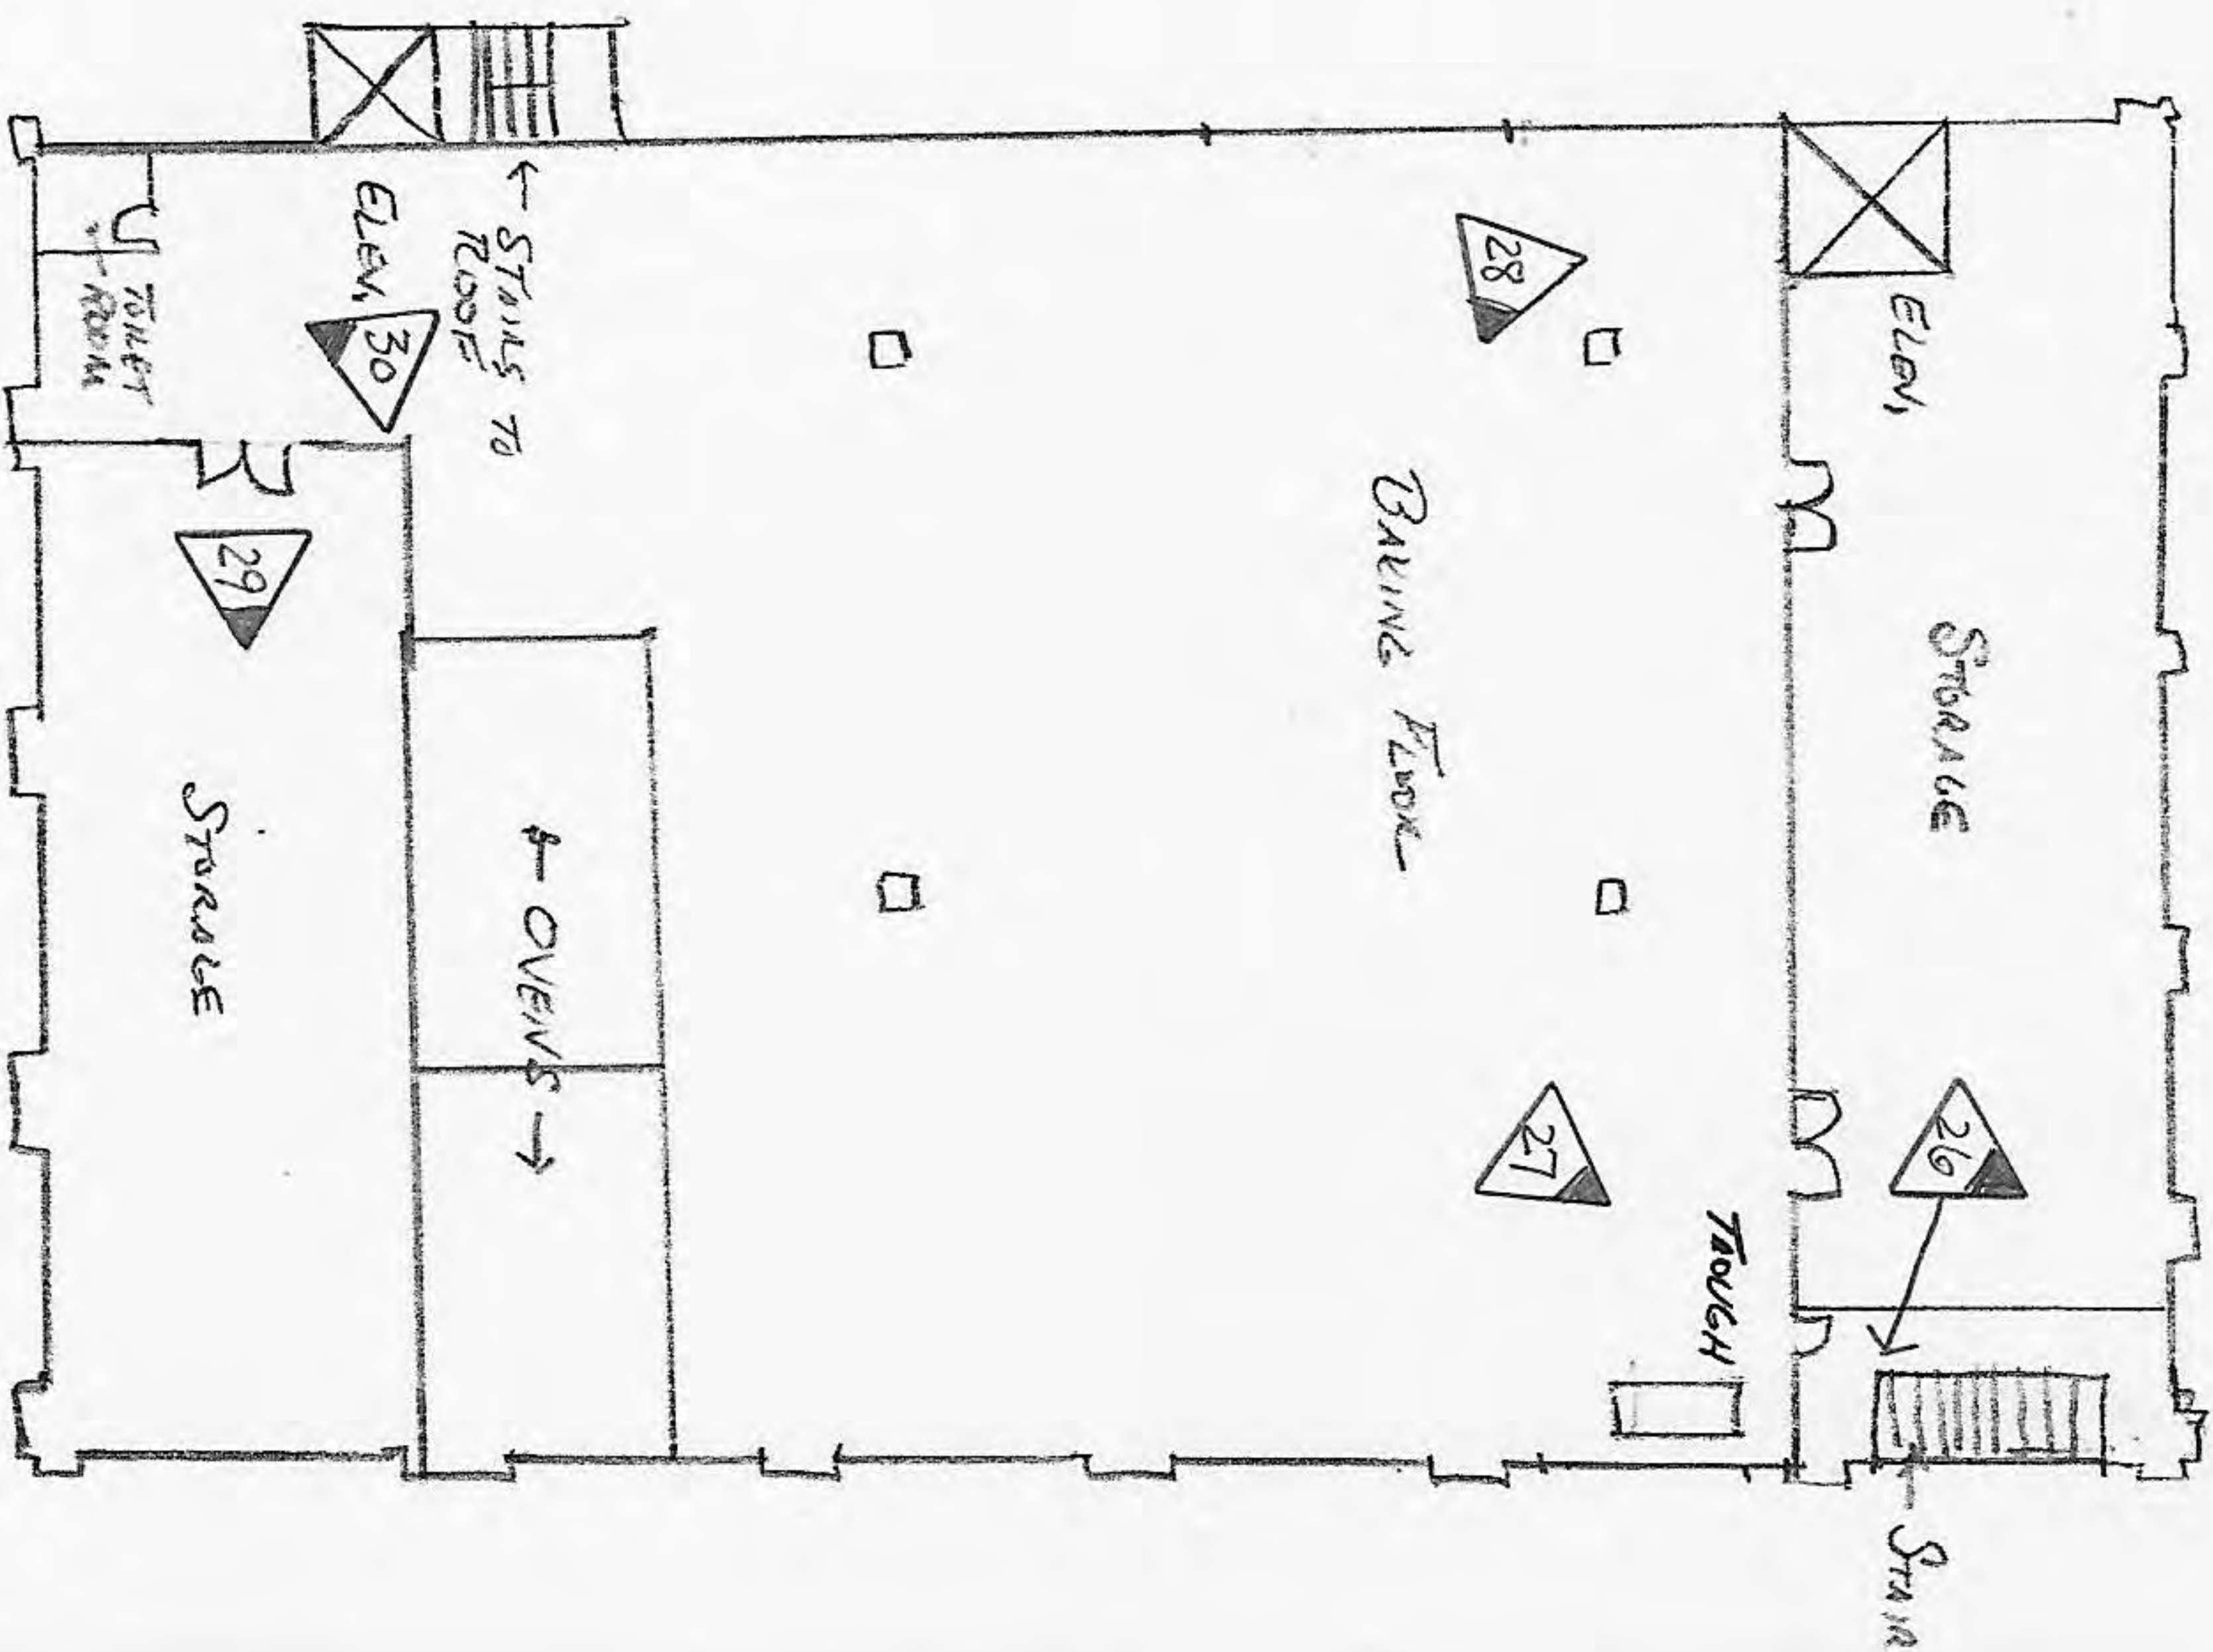 ELEV.
STORAGE
26
STAIR
28
BAKING FLOOR
27
TROUGH
← STAIRS TO
ROOF
← OVENS →
ELEV.
30
TOILET
ROOM
29
STORAGE